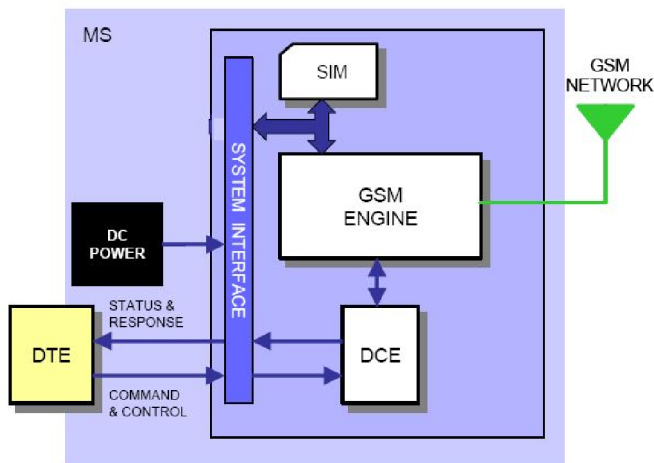 MS
SIM
GSM
NETWORK
SYSTEM INTERFACE
GSM
ENGINE
DC
POWER
STATUS &
RESPONSE
DTE
DCE
COMMAND
& CONTROL